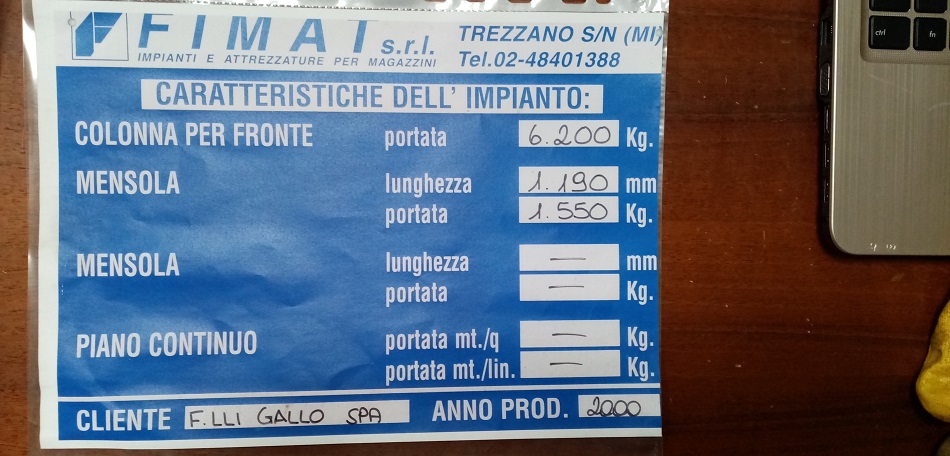 FIMAT s.r.l. TREZZANO S/N (MI)
IMPIANTI E ATTREZZATURE PER MAGAZZINI Tel.02-48401388
CARATTERISTICHE DELL' IMPIANTO:
COLONNA PER FRONTE portata 6.200 Kg.
MENSOLA lunghezza 1.190 mm
portata 1.550 Kg.
MENSOLA lunghezza — mm
portata — Kg.
PIANO CONTINUO portata mt./q — Kg.
portata mt./lin. — Kg.
CLIENTE F.LLI GALLO SPA ANNO PROD. 2000
ctrl fn